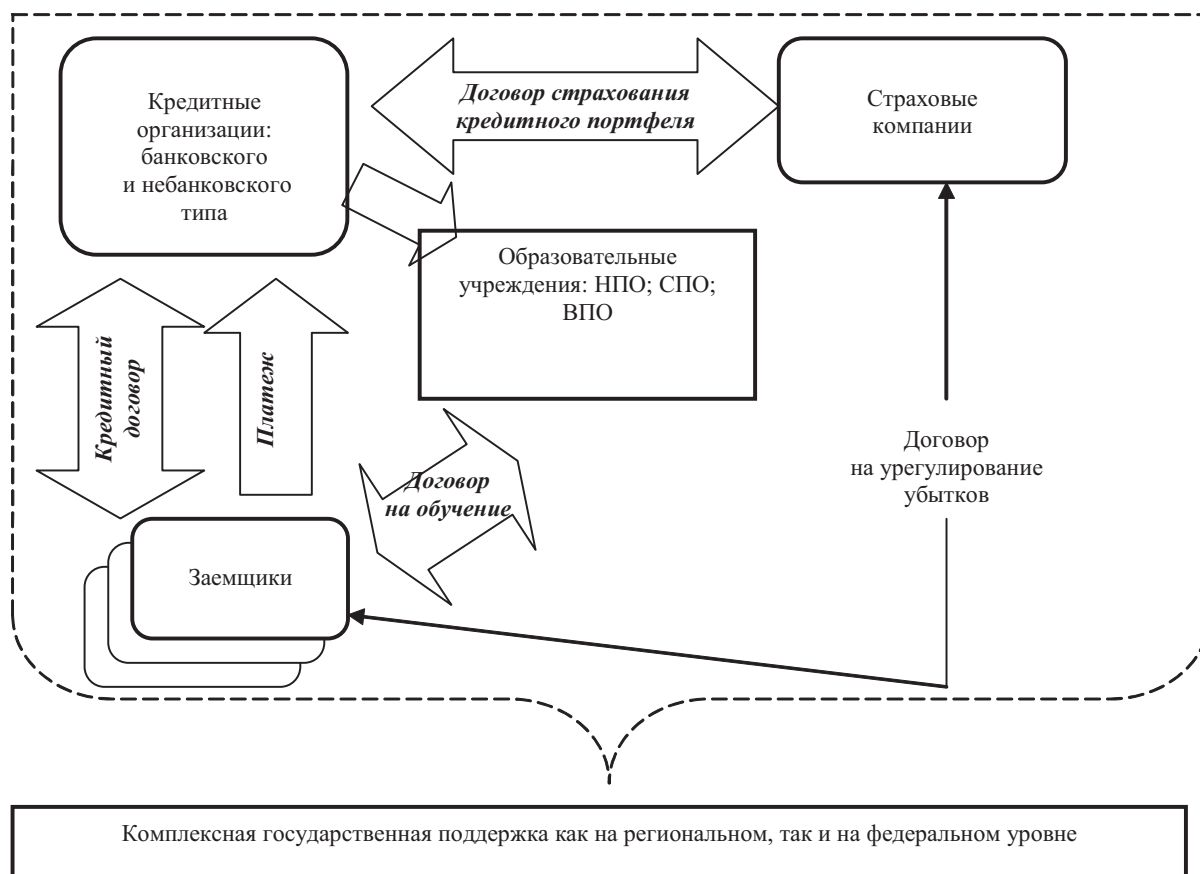 Кредитные
организации:
банковского
и небанковского
типа
Договор страхования
кредитного портфеля
Страховые
компании
Образовательные
учреждения: НПО; СПО;
ВПО
Кредитный
договор
Платеж
Договор
на обучение
Договор
на урегулирование
убытков
Заемщики
Комплексная государственная поддержка как на региональном, так и на федеральном уровне